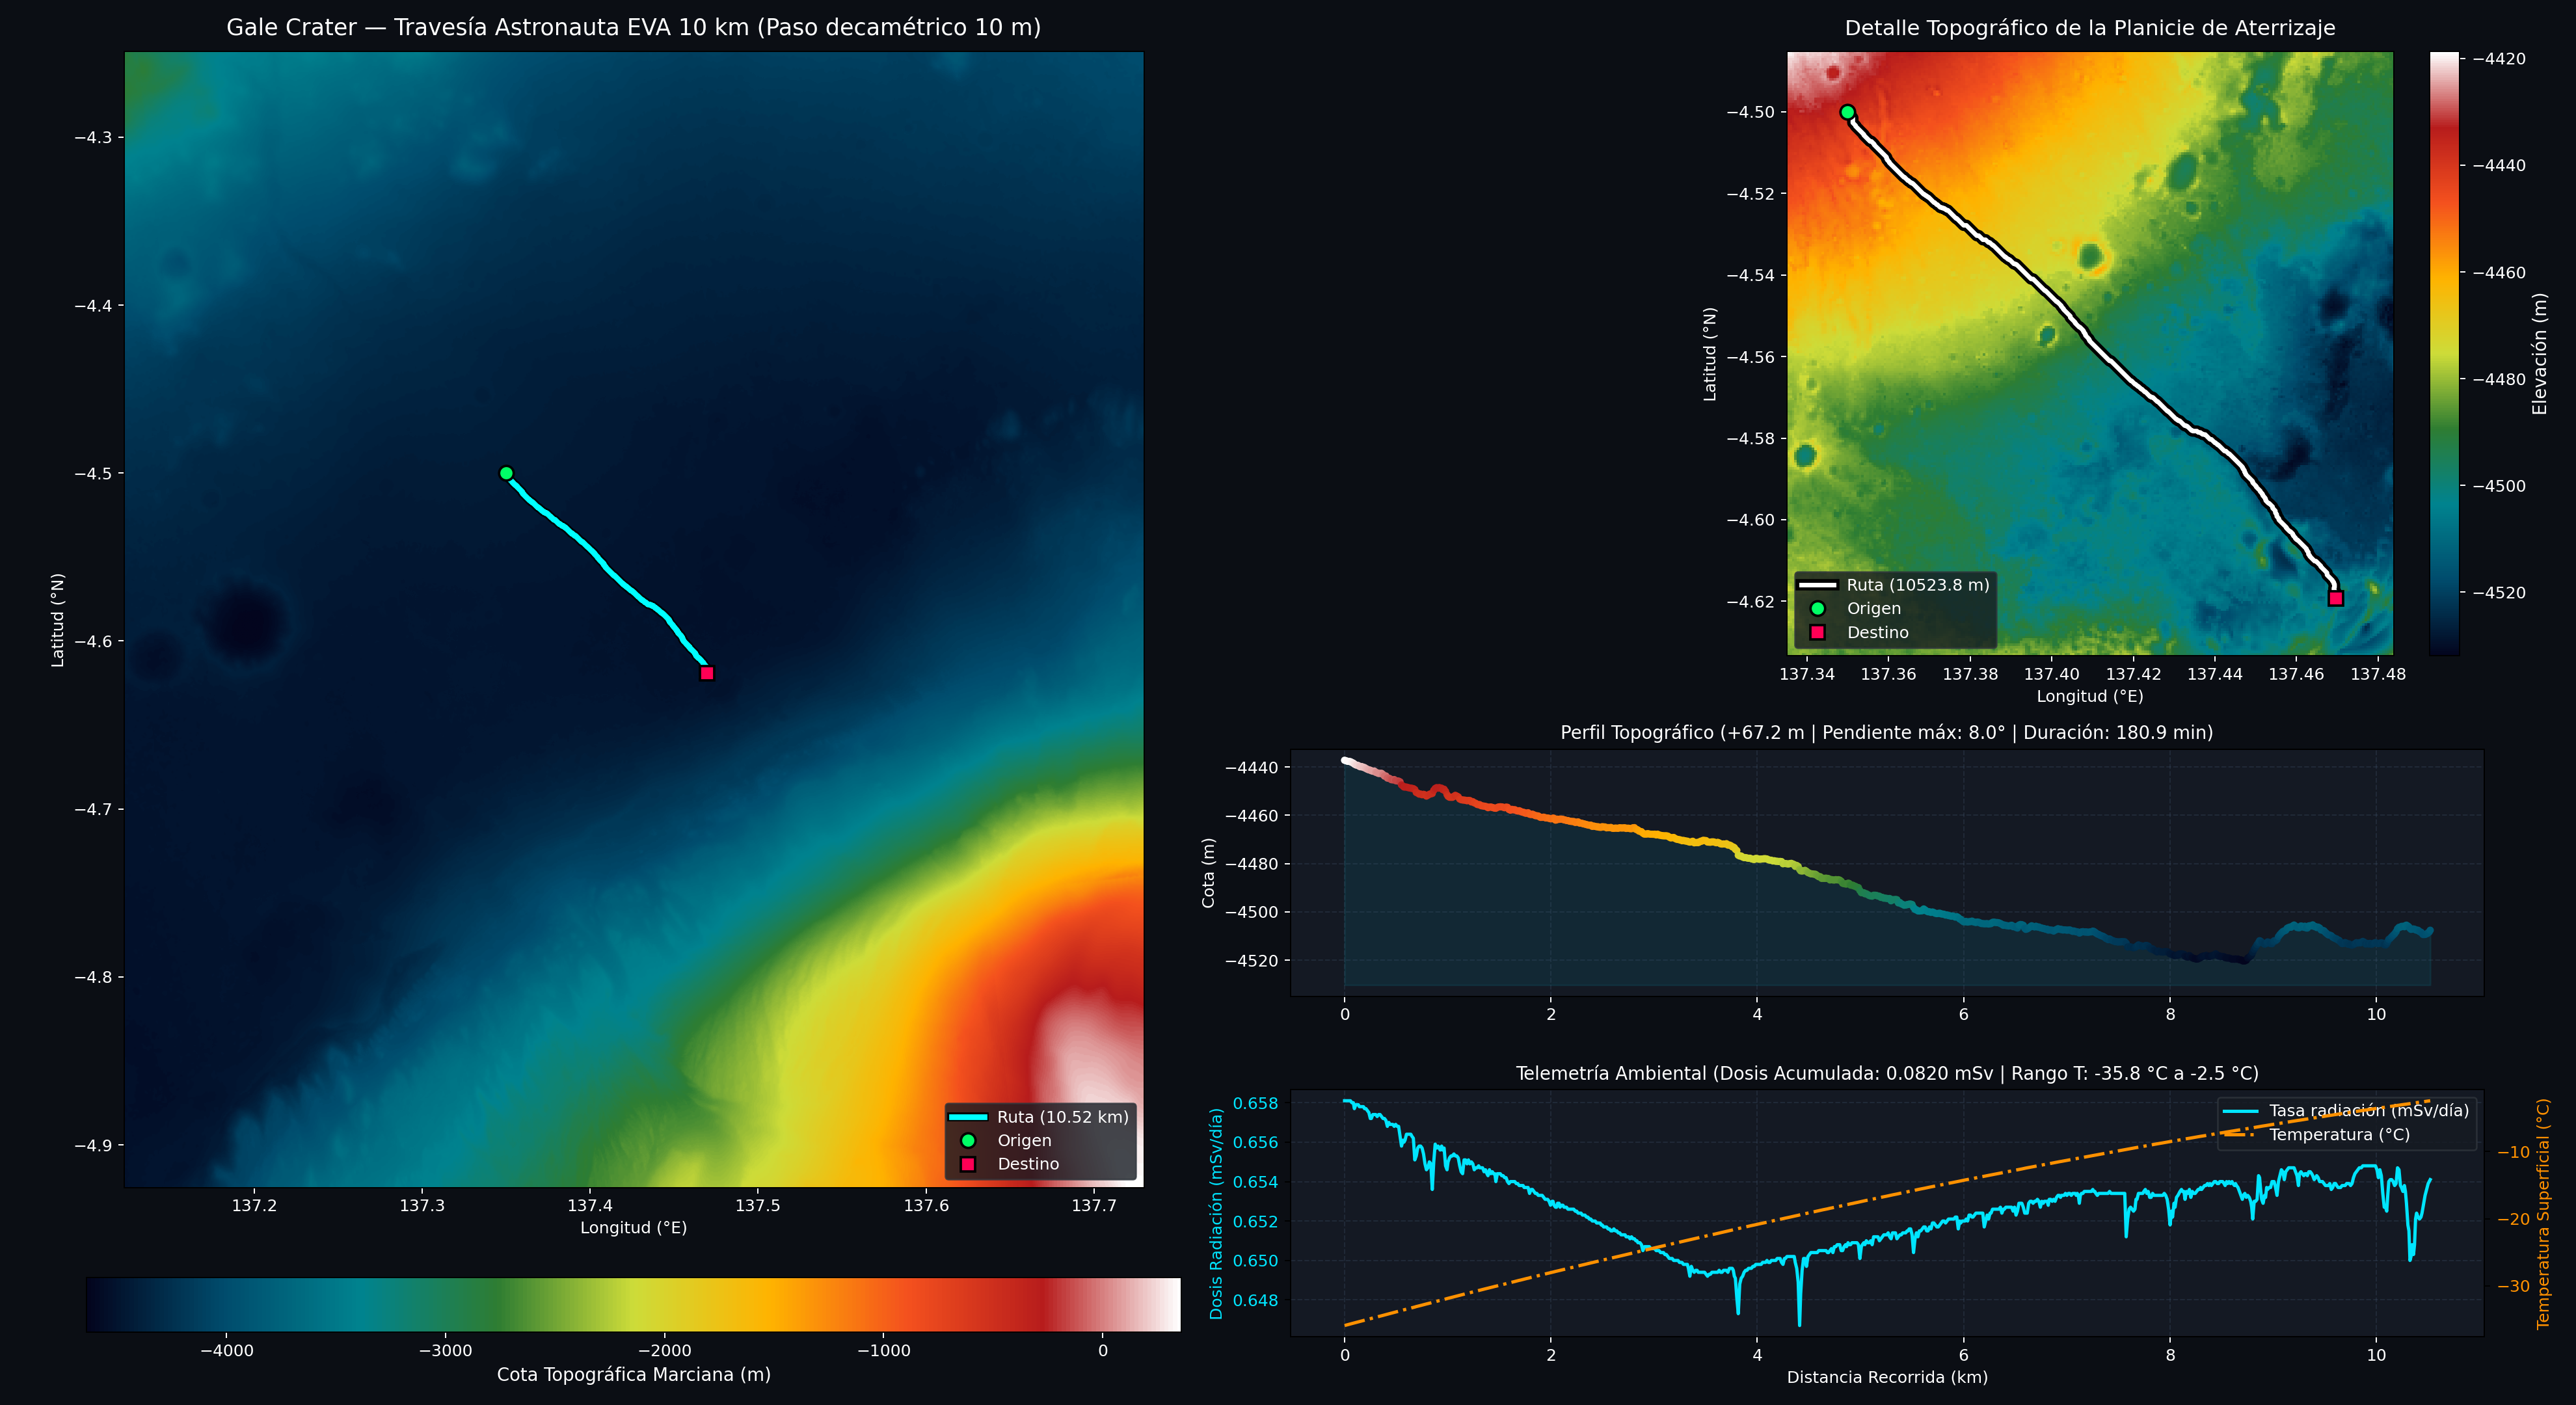 Gale Crater — Travesía Astronauta EVA 10 km (Paso decamétrico 10 m)
−4.3
−4.4
−4.5
−4.6
−4.7
−4.8
−4.9
Latitud (°N)
Ruta (10.52 km)
Origen
Destino
137.2 137.3 137.4 137.5 137.6 137.7
Longitud (°E)
−4000 −3000 −2000 −1000 0
Cota Topográfica Marciana (m)
Detalle Topográfico de la Planicie de Aterrizaje
−4.50
−4.52
−4.54
−4.56
−4.58
−4.60
−4.62
Latitud (°N)
Ruta (10523.8 m)
Origen
Destino
137.34 137.36 137.38 137.40 137.42 137.44 137.46 137.48
Longitud (°E)
−4420
−4440
−4460
−4480
−4500
−4520
Elevación (m)
Perfil Topográfico (+67.2 m | Pendiente máx: 8.0° | Duración: 180.9 min)
−4440
−4460
−4480
−4500
−4520
Cota (m)
0 2 4 6 8 10
Telemetría Ambiental (Dosis Acumulada: 0.0820 mSv | Rango T: -35.8 °C a -2.5 °C)
0.658
0.656
0.654
0.652
0.650
0.648
Dosis Radiación (mSv/día)
Tasa radiación (mSv/día)
Temperatura (°C)
−10
−20
−30
Temperatura Superficial (°C)
0 2 4 6 8 10
Distancia Recorrida (km)